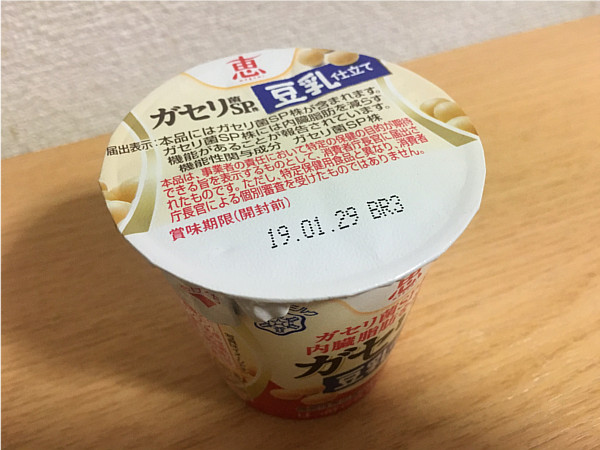 恵
megumi
ガセリ菌SP株
豆乳仕立て
届出表示:本品にはガセリ菌SP株が含まれます。
ガセリ菌SP株には内臓脂肪を減らす
機能があることが報告されています。
機能性関与成分 ガセリ菌SP株
本品は、事業者の責任において特定の保健の目的が期待
できる旨を表示するものとして、消費者庁長官に届出さ
れたものです。ただし、特定保健用食品と異なり、消費者
庁長官による個別審査を受けたものではありません。
賞味期限(開封前)
19.01.29 BR3
恵
ガセリ菌
内臓脂肪
ガセリ
豆乳